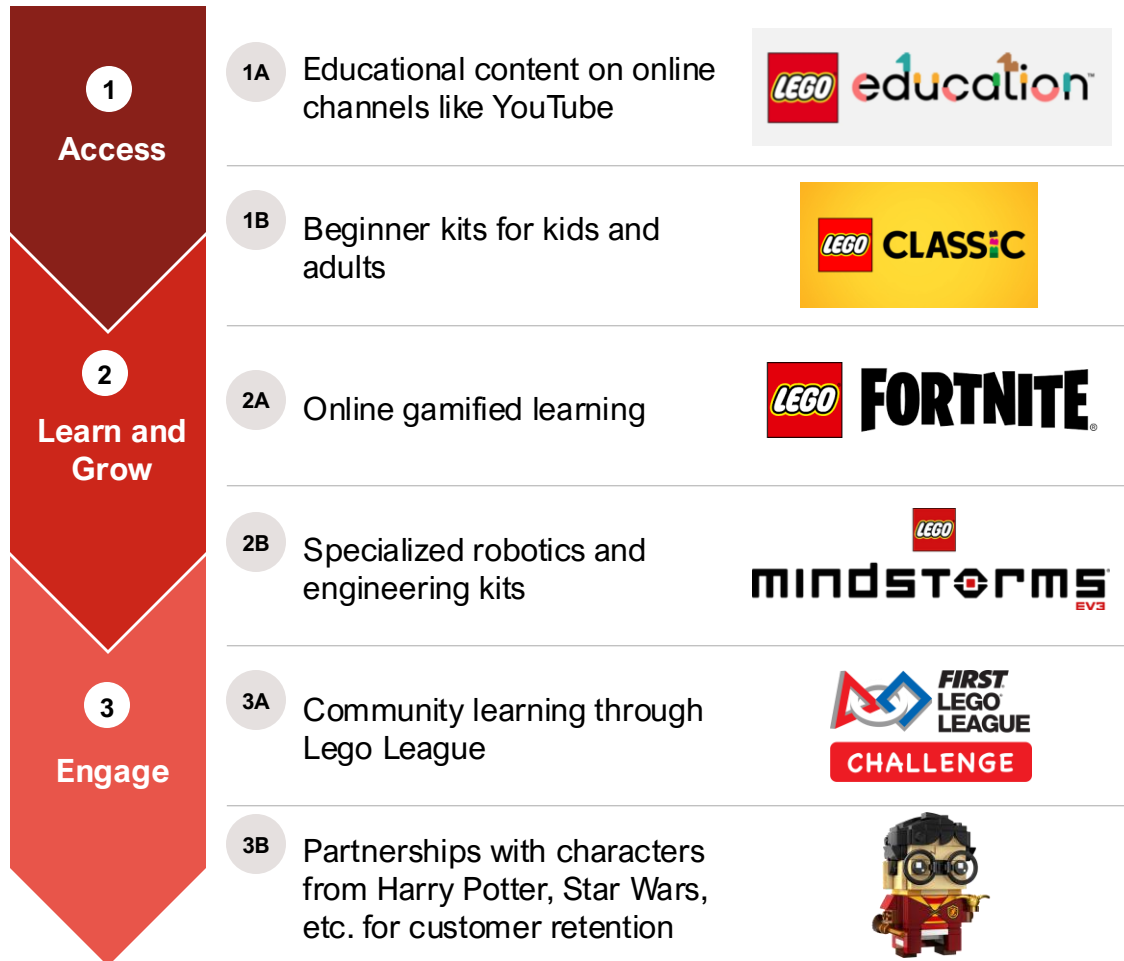 1
Access
1A
Educational content on online
channels like YouTube
LEGO education™
1B
Beginner kits for kids and
adults
LEGO CLASSIC
2
Learn and
Grow
2A
Online gamified learning
LEGO FORTNITE®
2B
Specialized robotics and
engineering kits
LEGO
mindstorms
EV3
3
Engage
3A
Community learning through
Lego League
FIRST
LEGO
LEAGUE
CHALLENGE
3B
Partnerships with characters
from Harry Potter, Star Wars,
etc. for customer retention